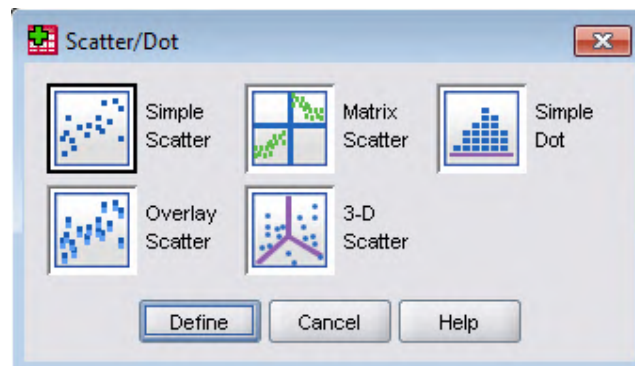 Scatter/Dot
Simple
Scatter
Matrix
Scatter
Simple
Dot
Overlay
Scatter
3-D
Scatter
Define
Cancel
Help